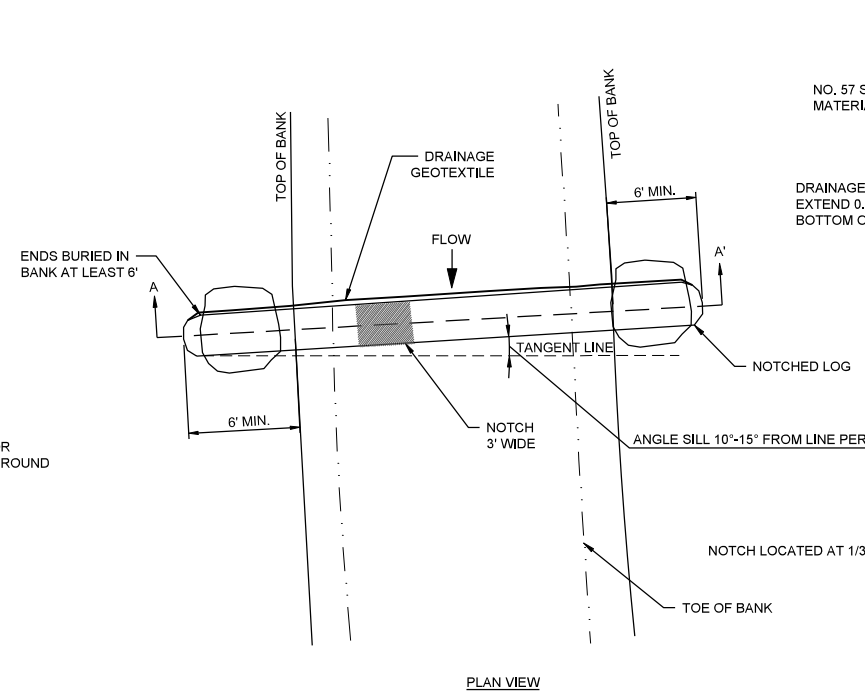 NO. 57 S
MATERI
TOP OF BANK
TOP OF BANK
DRAINAGE
GEOTEXTILE
6' MIN.
DRAINAGE
EXTEND 0.
BOTTOM O
FLOW
ENDS BURIED IN
BANK AT LEAST 6'
A
A'
TANGENT LINE
NOTCHED LOG
6' MIN.
NOTCH
3' WIDE
ANGLE SILL 10°-15° FROM LINE PER
R
ROUND
NOTCH LOCATED AT 1/3
TOE OF BANK
PLAN VIEW